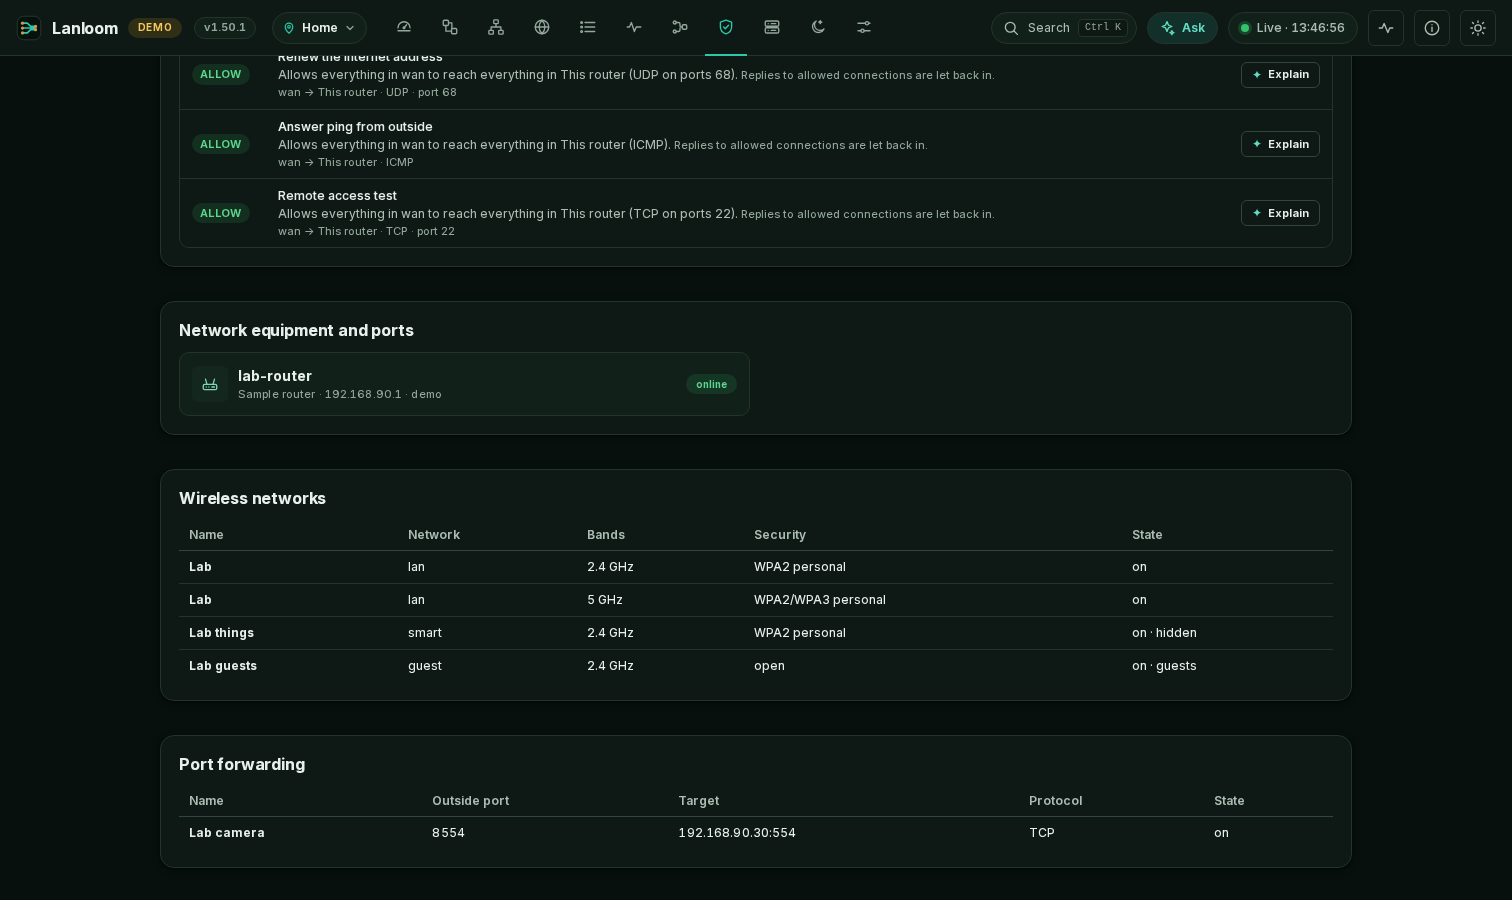 Lanloom DEMO v1.50.1 Home Search Ctrl K Ask Live · 13:46:56
Renew the internet address
ALLOW Allows everything in wan to reach everything in This router (UDP on ports 68). Replies to allowed connections are let back in. Explain
wan → This router · UDP · port 68
Answer ping from outside
ALLOW Allows everything in wan to reach everything in This router (ICMP). Replies to allowed connections are let back in. Explain
wan → This router · ICMP
Remote access test
ALLOW Allows everything in wan to reach everything in This router (TCP on ports 22). Replies to allowed connections are let back in. Explain
wan → This router · TCP · port 22
Network equipment and ports
lab-router
Sample router · 192.168.90.1 · demo
online
Wireless networks
Name Network Bands Security State
Lab lan 2.4 GHz WPA2 personal on
Lab lan 5 GHz WPA2/WPA3 personal on
Lab things smart 2.4 GHz WPA2 personal on · hidden
Lab guests guest 2.4 GHz open on · guests
Port forwarding
Name Outside port Target Protocol State
Lab camera 8554 192.168.90.30:554 TCP on